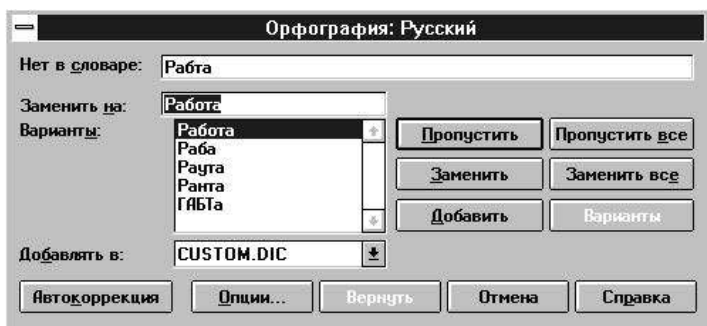 Орфография: Русский
Нет в словаре: Рабта
Заменить на: Работа
Варианты: Работа
Раба
Раута
Ранта
ГАБТа
Пропустить Пропустить все
Заменить Заменить все
Добавить Варианты
Добавлять в: CUSTOM.DIC
Автокоррекция Опции... Вернуть Отмена Справка